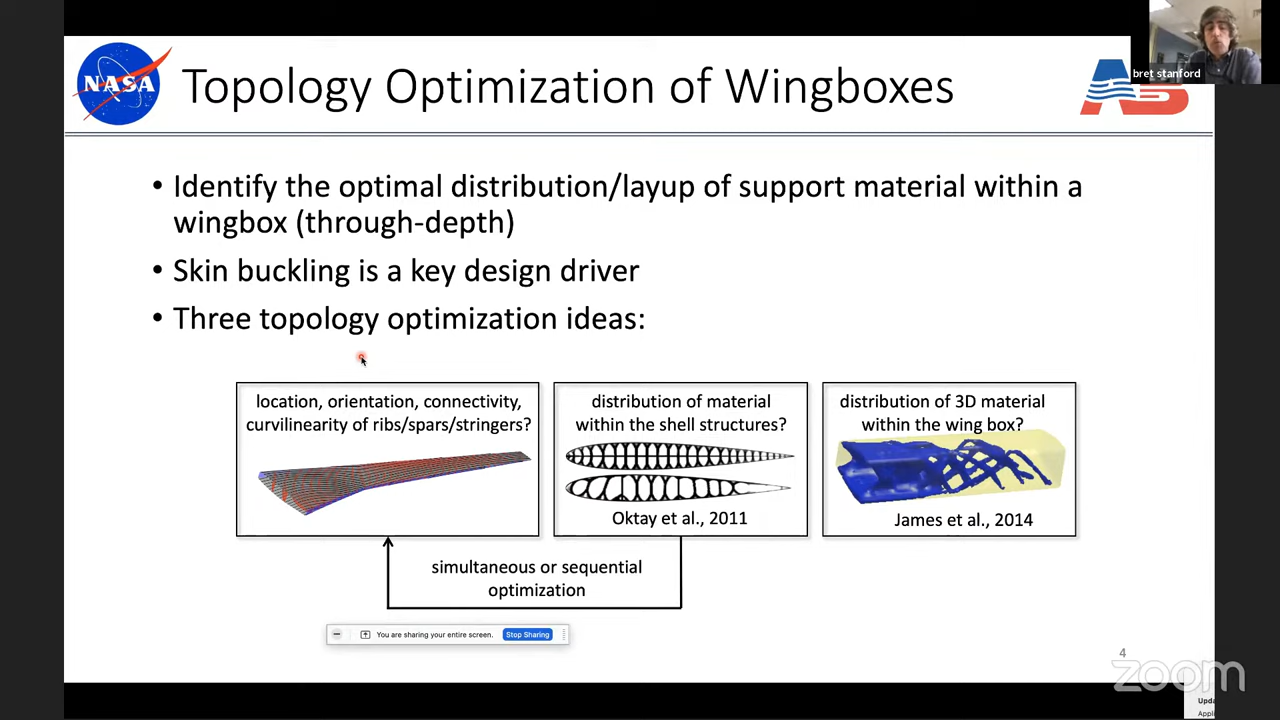 NASA
Topology Optimization of Wingboxes
bret stanford
• Identify the optimal distribution/layup of support material within a
wingbox (through-depth)
• Skin buckling is a key design driver
• Three topology optimization ideas:
location, orientation, connectivity,
curvilinearity of ribs/spars/stringers?
distribution of material
within the shell structures?
Oktay et al., 2011
distribution of 3D material
within the wing box?
James et al., 2014
simultaneous or sequential
optimization
You are sharing your entire screen.
Stop Sharing
4
zoom